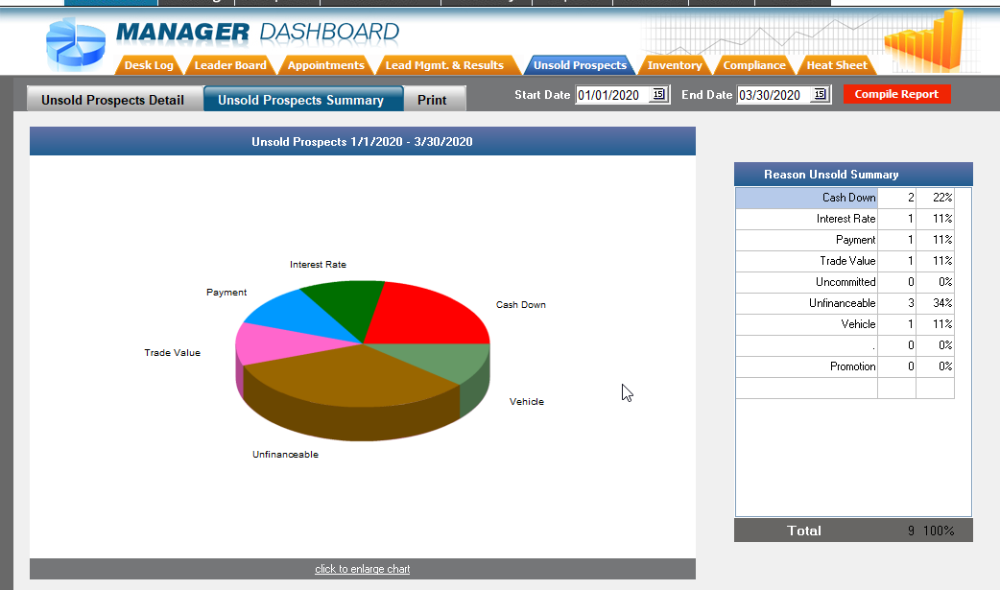 MANAGER DASHBOARD
Desk Log Leader Board Appointments Lead Mgmt. & Results Unsold Prospects Inventory Compliance Heat Sheet
Unsold Prospects Detail Unsold Prospects Summary Print Start Date 01/01/2020 15 End Date 03/30/2020 15 Compile Report
Unsold Prospects 1/1/2020 - 3/30/2020
Interest Rate
Payment
Cash Down
Trade Value
Vehicle
Unfinanceable
click to enlarge chart
Reason Unsold Summary
Cash Down 2 22%
Interest Rate 1 11%
Payment 1 11%
Trade Value 1 11%
Uncommitted 0 0%
Unfinanceable 3 34%
Vehicle 1 11%
. 0 0%
Promotion 0 0%
Total 9 100%